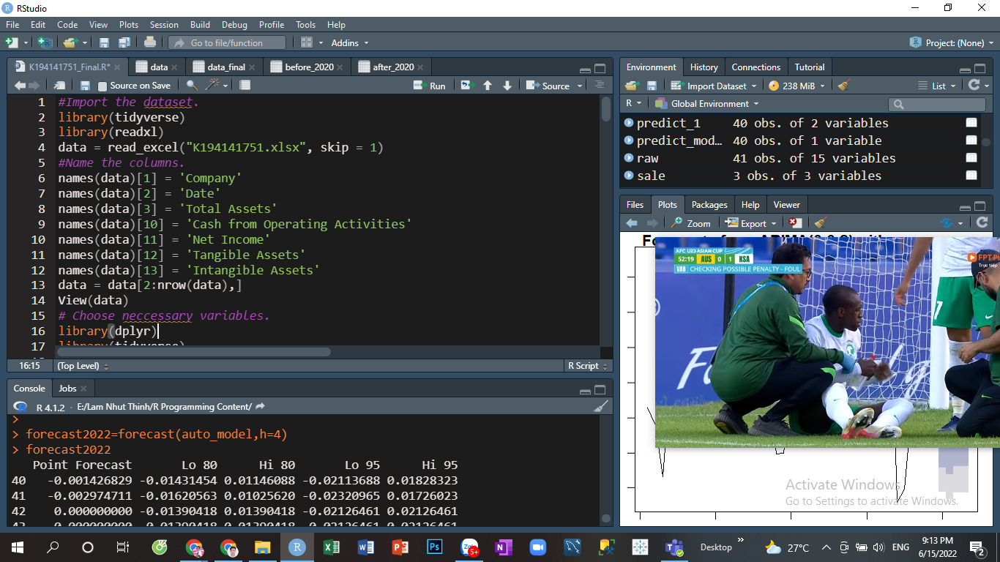 RStudio
File Edit Code View Plots Session Build Debug Profile Tools Help
Go to file/function Addins Project: (None)
K194141751_Final.R* data data_final before_2020 after_2020
Source on Save Run Source
1 #Import the dataset.
2 library(tidyverse)
3 library(readxl)
4 data = read_excel("K194141751.xlsx", skip = 1)
5 #Name the columns.
6 names(data)[1] = 'Company'
7 names(data)[2] = 'Date'
8 names(data)[3] = 'Total Assets'
9 names(data)[10] = 'Cash from Operating Activities'
10 names(data)[11] = 'Net Income'
11 names(data)[12] = 'Tangible Assets'
12 names(data)[13] = 'Intangible Assets'
13 data = data[2:nrow(data),]
14 View(data)
15 # Choose neccessary variables.
16 library(dplyr)
17 library(tidyverse)
16:15 (Top Level) R Script
Console Jobs
R 4.1.2 · E:/Lam Nhut Thinh/R Programming Content/
>
> forecast2022=forecast(auto_model,h=4)
> forecast2022
Point Forecast Lo 80 Hi 80 Lo 95 Hi 95
40 -0.001426829 -0.01431454 0.01146088 -0.02113688 0.01828323
41 -0.002974711 -0.01620563 0.01025620 -0.02320965 0.01726023
42 0.000000000 -0.01390418 0.01390418 -0.02126461 0.02126461
43 0.000000000 -0.01390418 0.01390418 -0.02126461 0.02126461
Environment History Connections Tutorial
Import Dataset 238 MiB List
R Global Environment
predict_1 40 obs. of 2 variables
predict_mod… 40 obs. of 1 variable
raw 41 obs. of 15 variables
sale 3 obs. of 3 variables
Files Plots Packages Help Viewer
Zoom Export
AFC U23 ASIAN CUP
52:19 AUS 0 1 KSA
VAR CHECKING POSSIBLE PENALTY - FOUL
FPT P
Trực tiếp
Activate Windows
Go to Settings to activate Windows.
5+
Desktop 27°C ENG 9:13 PM
6/15/2022
2